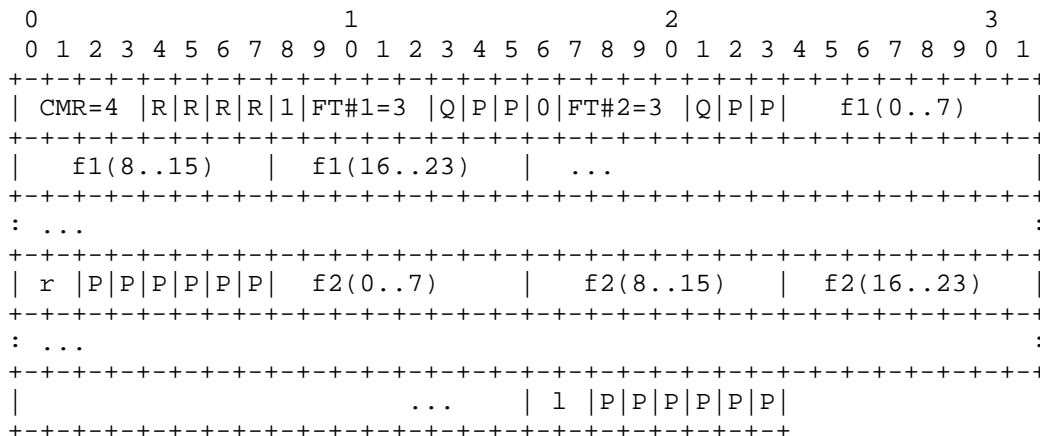 0                   1                   2                   3
 0 1 2 3 4 5 6 7 8 9 0 1 2 3 4 5 6 7 8 9 0 1 2 3 4 5 6 7 8 9 0 1
+-+-+-+-+-+-+-+-+-+-+-+-+-+-+-+-+-+-+-+-+-+-+-+-+-+-+-+-+-+-+-+-+
| CMR=4 |R|R|R|R|1|FT#1=3 |Q|P|P|0|FT#2=3 |Q|P|P|   f1(0..7)    |
+-+-+-+-+-+-+-+-+-+-+-+-+-+-+-+-+-+-+-+-+-+-+-+-+-+-+-+-+-+-+-+-+
|   f1(8..15)   |  f1(16..23)   |  ...                          |
+-+-+-+-+-+-+-+-+-+-+-+-+-+-+-+-+-+-+-+-+-+-+-+-+-+-+-+-+-+-+-+-+
: ...                                                           :
+-+-+-+-+-+-+-+-+-+-+-+-+-+-+-+-+-+-+-+-+-+-+-+-+-+-+-+-+-+-+-+-+
| r |P|P|P|P|P|P|  f2(0..7)     |   f2(8..15)   |  f2(16..23)   |
+-+-+-+-+-+-+-+-+-+-+-+-+-+-+-+-+-+-+-+-+-+-+-+-+-+-+-+-+-+-+-+-+
: ...                                                           :
+-+-+-+-+-+-+-+-+-+-+-+-+-+-+-+-+-+-+-+-+-+-+-+-+-+-+-+-+-+-+-+-+
|                         ...   | l |P|P|P|P|P|P|
+-+-+-+-+-+-+-+-+-+-+-+-+-+-+-+-+-+-+-+-+-+-+-+-+